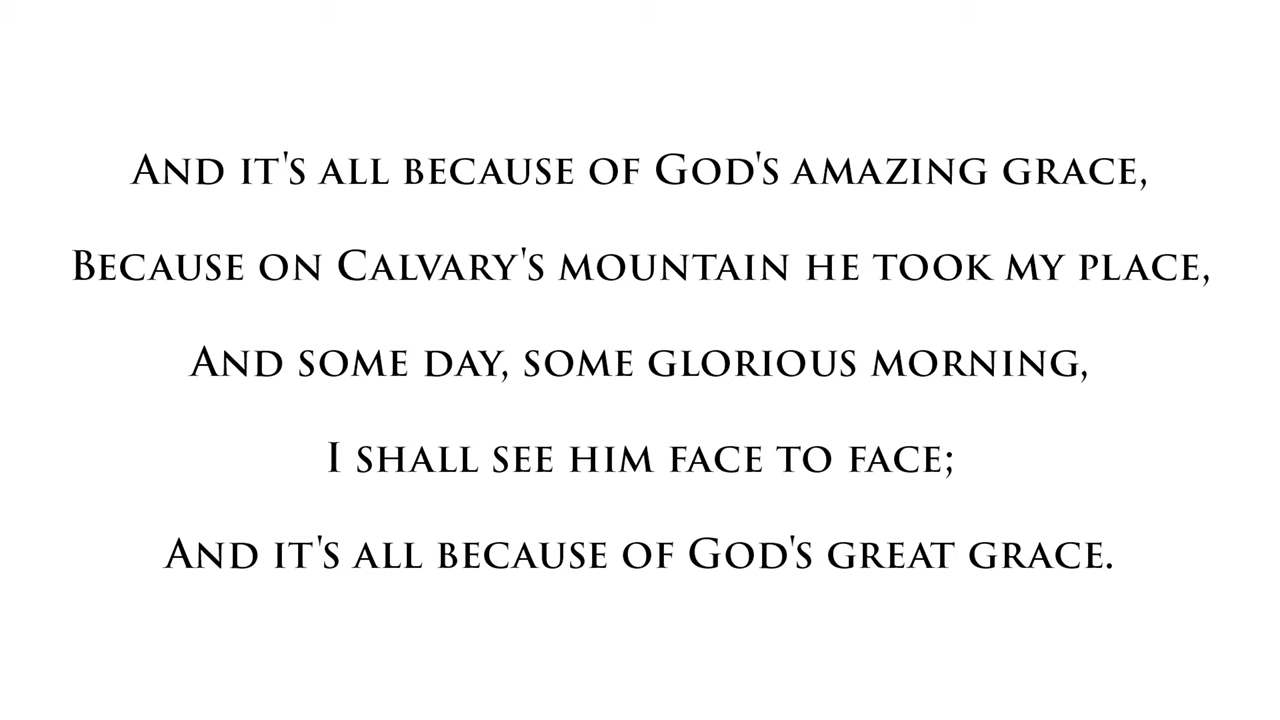 And it's all because of God's amazing grace,
Because on Calvary's mountain he took my place,
And some day, some glorious morning,
I shall see him face to face;
And it's all because of God's great grace.